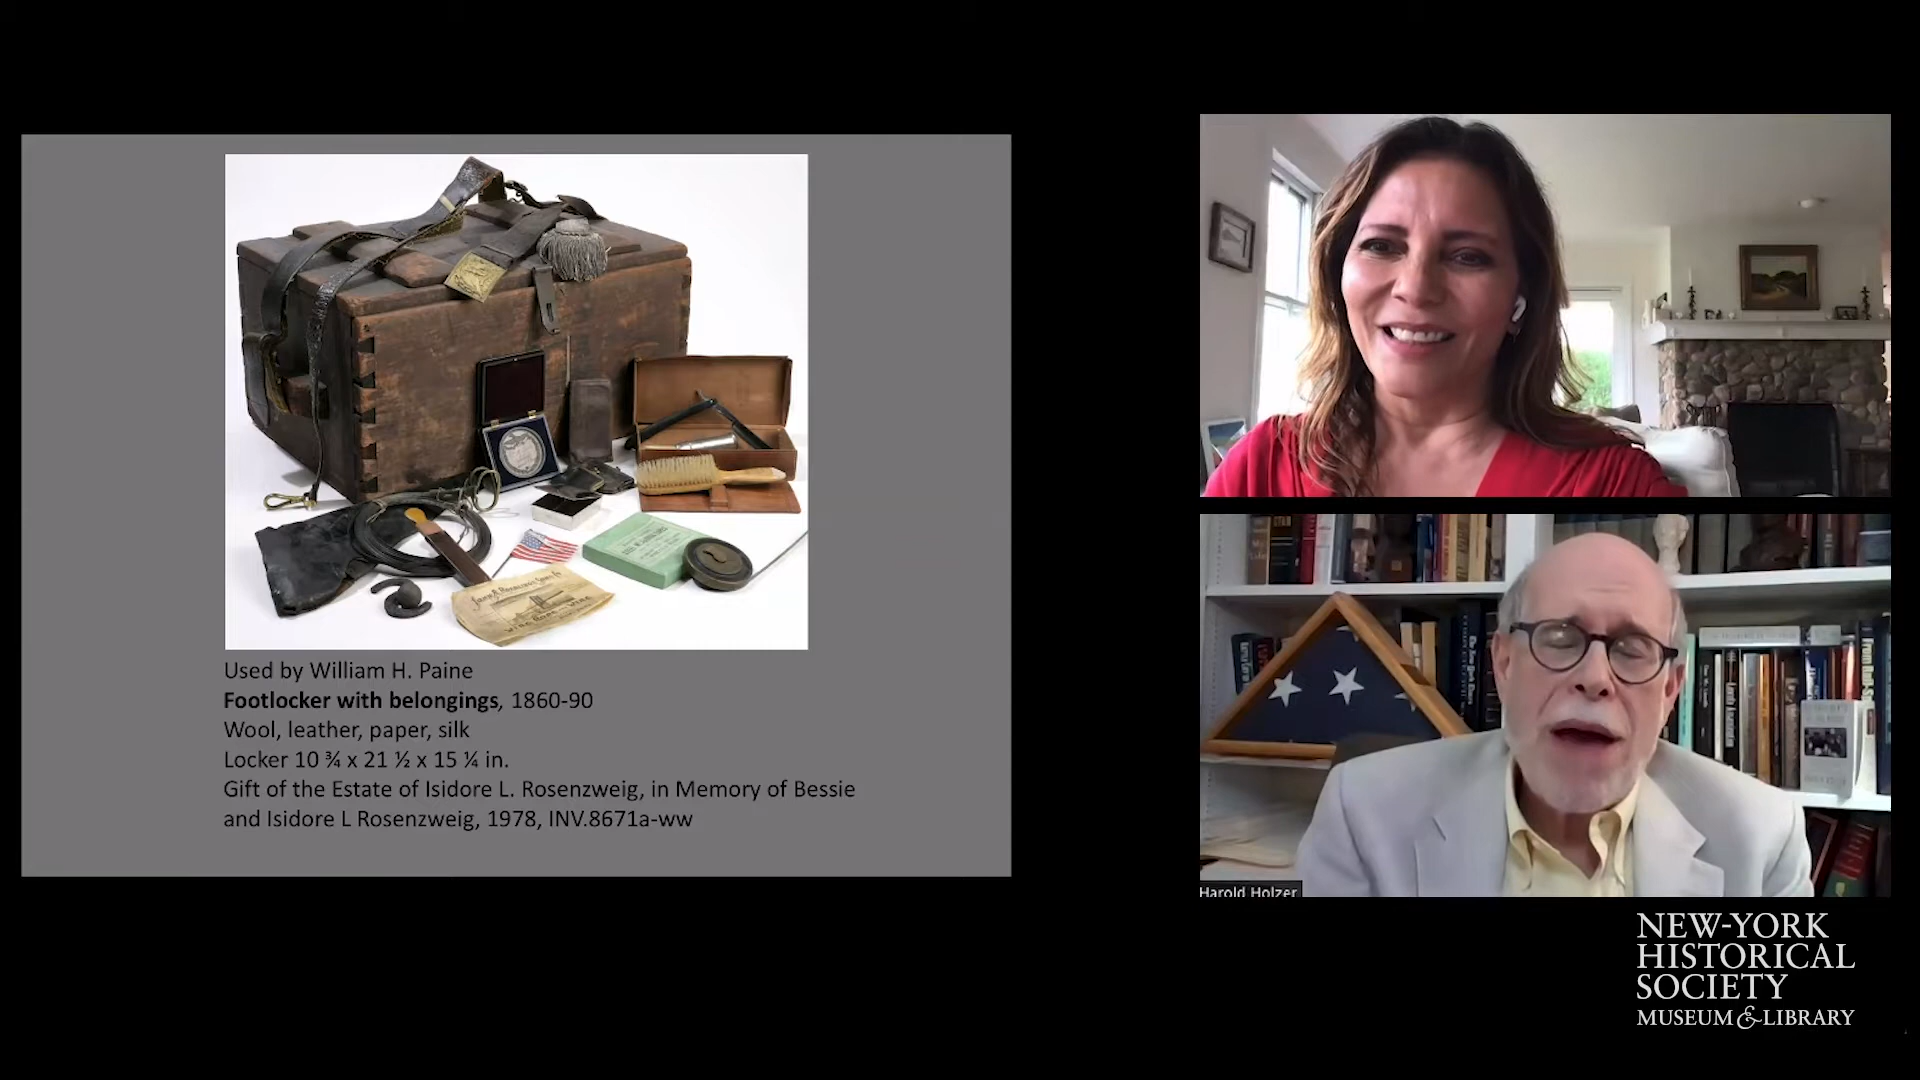 Used by William H. Paine
Footlocker with belongings, 1860-90
Wool, leather, paper, silk
Locker 10 ¾ x 21 ½ x 15 ¼ in.
Gift of the Estate of Isidore L. Rosenzweig, in Memory of Bessie
and Isidore L Rosenzweig, 1978, INV.8671a-ww
Harold Holzer
NEW-YORK
HISTORICAL
SOCIETY
MUSEUM & LIBRARY